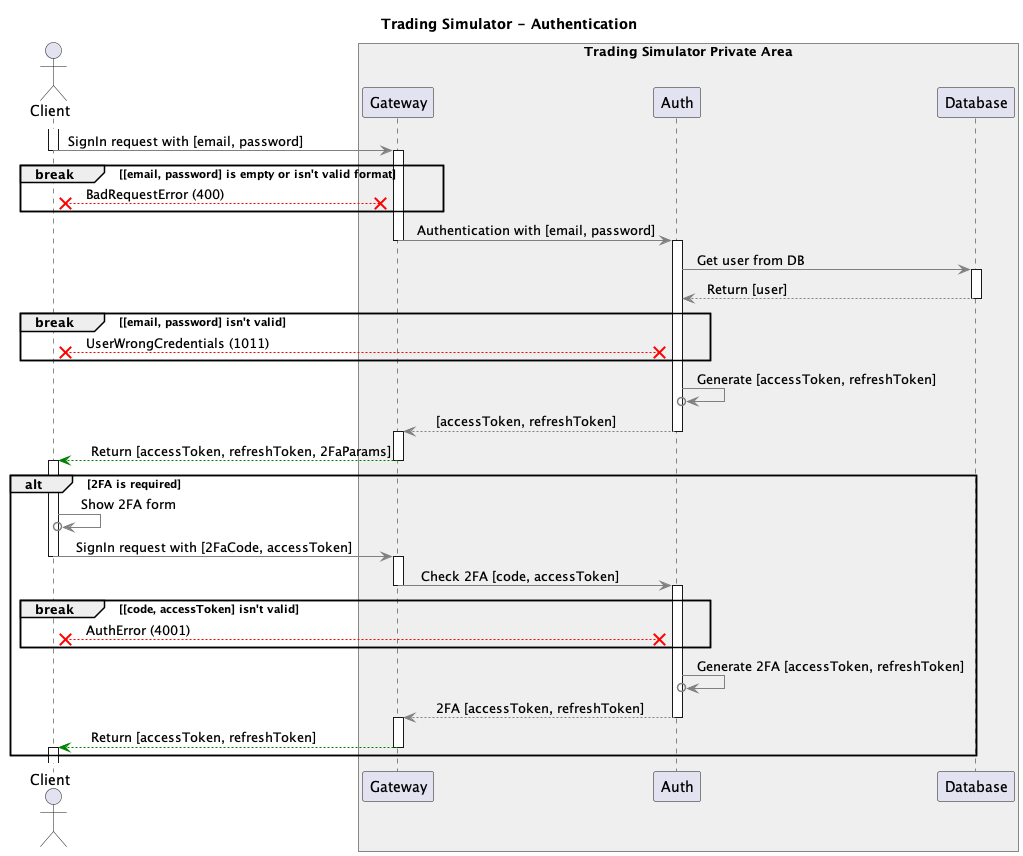 Trading Simulator - Authentication
Trading Simulator Private Area
Client
Gateway
Auth
Database
SignIn request with [email, password]
break
[[email, password] is empty or isn't valid format]
BadRequestError (400)
Authentication with [email, password]
Get user from DB
Return [user]
break
[[email, password] isn't valid]
UserWrongCredentials (1011)
Generate [accessToken, refreshToken]
[accessToken, refreshToken]
Return [accessToken, refreshToken, 2FaParams]
alt
[2FA is required]
Show 2FA form
SignIn request with [2FaCode, accessToken]
Check 2FA [code, accessToken]
break
[[code, accessToken] isn't valid]
AuthError (4001)
Generate 2FA [accessToken, refreshToken]
2FA [accessToken, refreshToken]
Return [accessToken, refreshToken]
Client
Gateway
Auth
Database